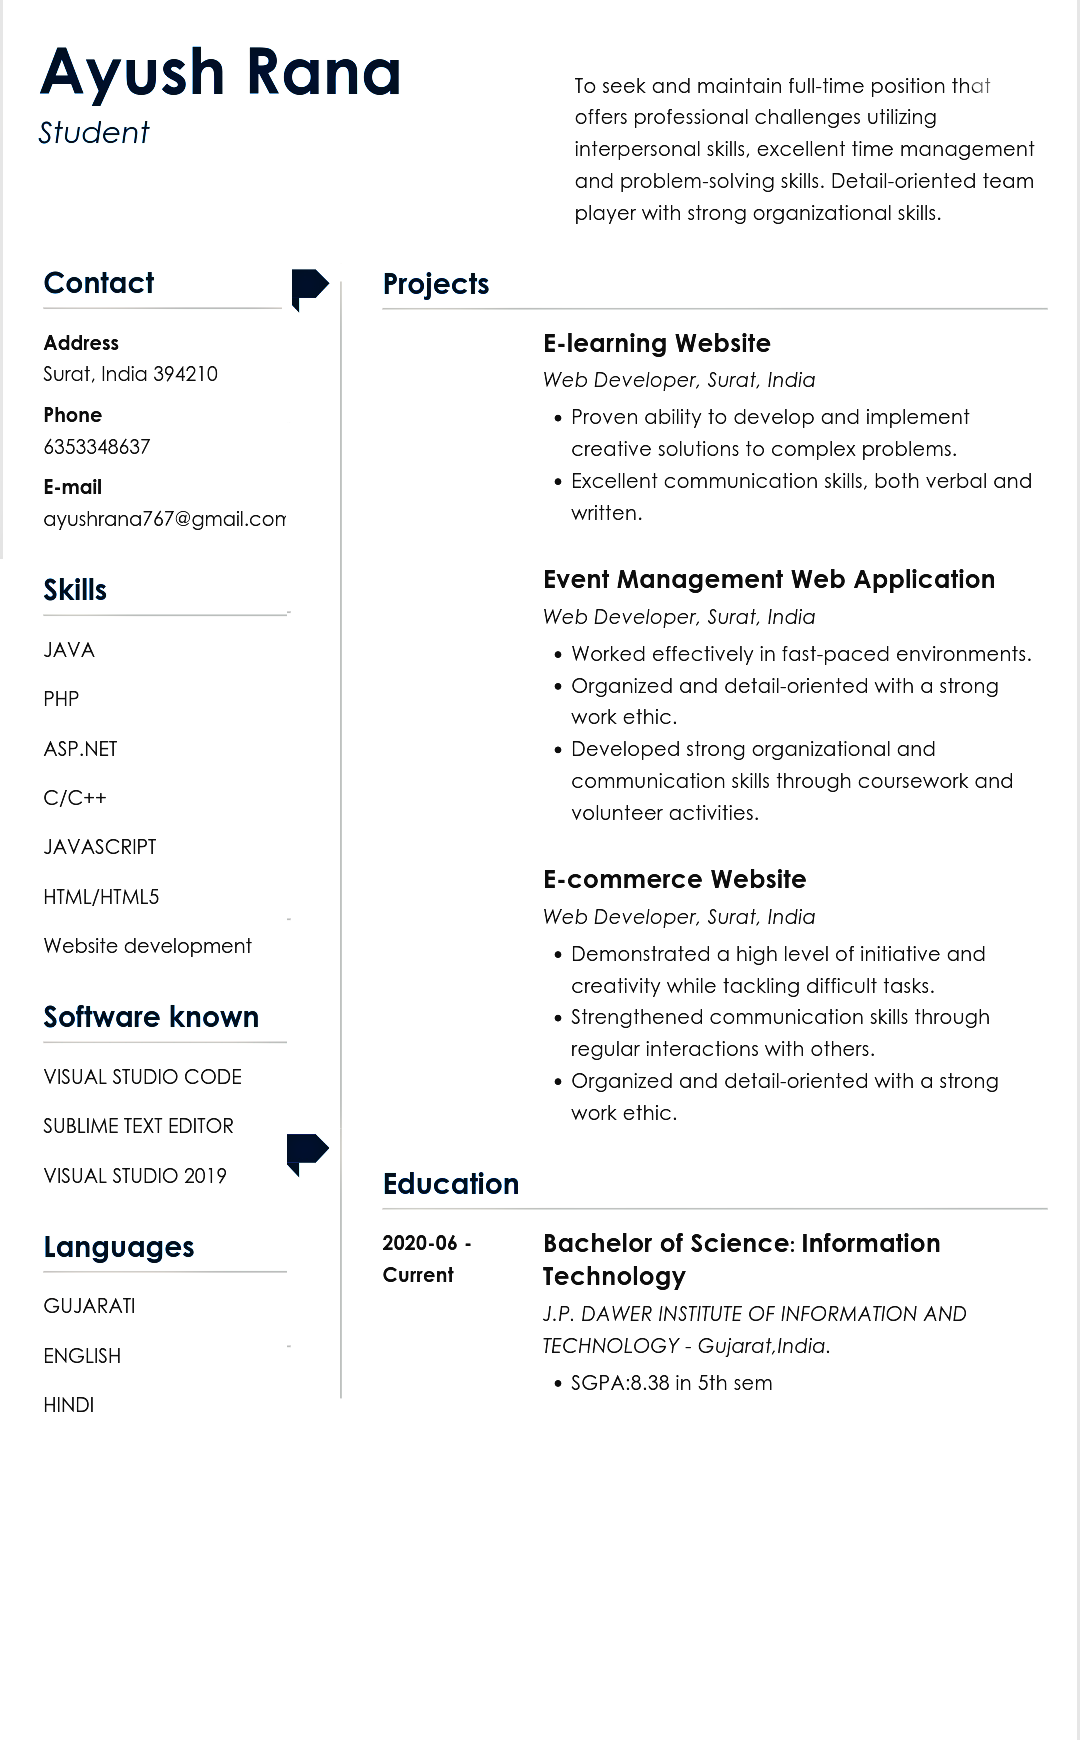 Ayush Rana
Student
To seek and maintain full-time position that
offers professional challenges utilizing
interpersonal skills, excellent time management
and problem-solving skills. Detail-oriented team
player with strong organizational skills.
Contact
Address
Surat, India 394210
Phone
6353348637
E-mail
ayushrana767@gmail.com
Skills
JAVA
PHP
ASP.NET
C/C++
JAVASCRIPT
HTML/HTML5
Website development
Software known
VISUAL STUDIO CODE
SUBLIME TEXT EDITOR
VISUAL STUDIO 2019
Languages
GUJARATI
ENGLISH
HINDI
Projects
E-learning Website
Web Developer, Surat, India
• Proven ability to develop and implement
creative solutions to complex problems.
• Excellent communication skills, both verbal and
written.
Event Management Web Application
Web Developer, Surat, India
• Worked effectively in fast-paced environments.
• Organized and detail-oriented with a strong
work ethic.
• Developed strong organizational and
communication skills through coursework and
volunteer activities.
E-commerce Website
Web Developer, Surat, India
• Demonstrated a high level of initiative and
creativity while tackling difficult tasks.
• Strengthened communication skills through
regular interactions with others.
• Organized and detail-oriented with a strong
work ethic.
Education
2020-06 -
Current
Bachelor of Science: Information
Technology
J.P. DAWER INSTITUTE OF INFORMATION AND
TECHNOLOGY - Gujarat,India.
• SGPA:8.38 in 5th sem